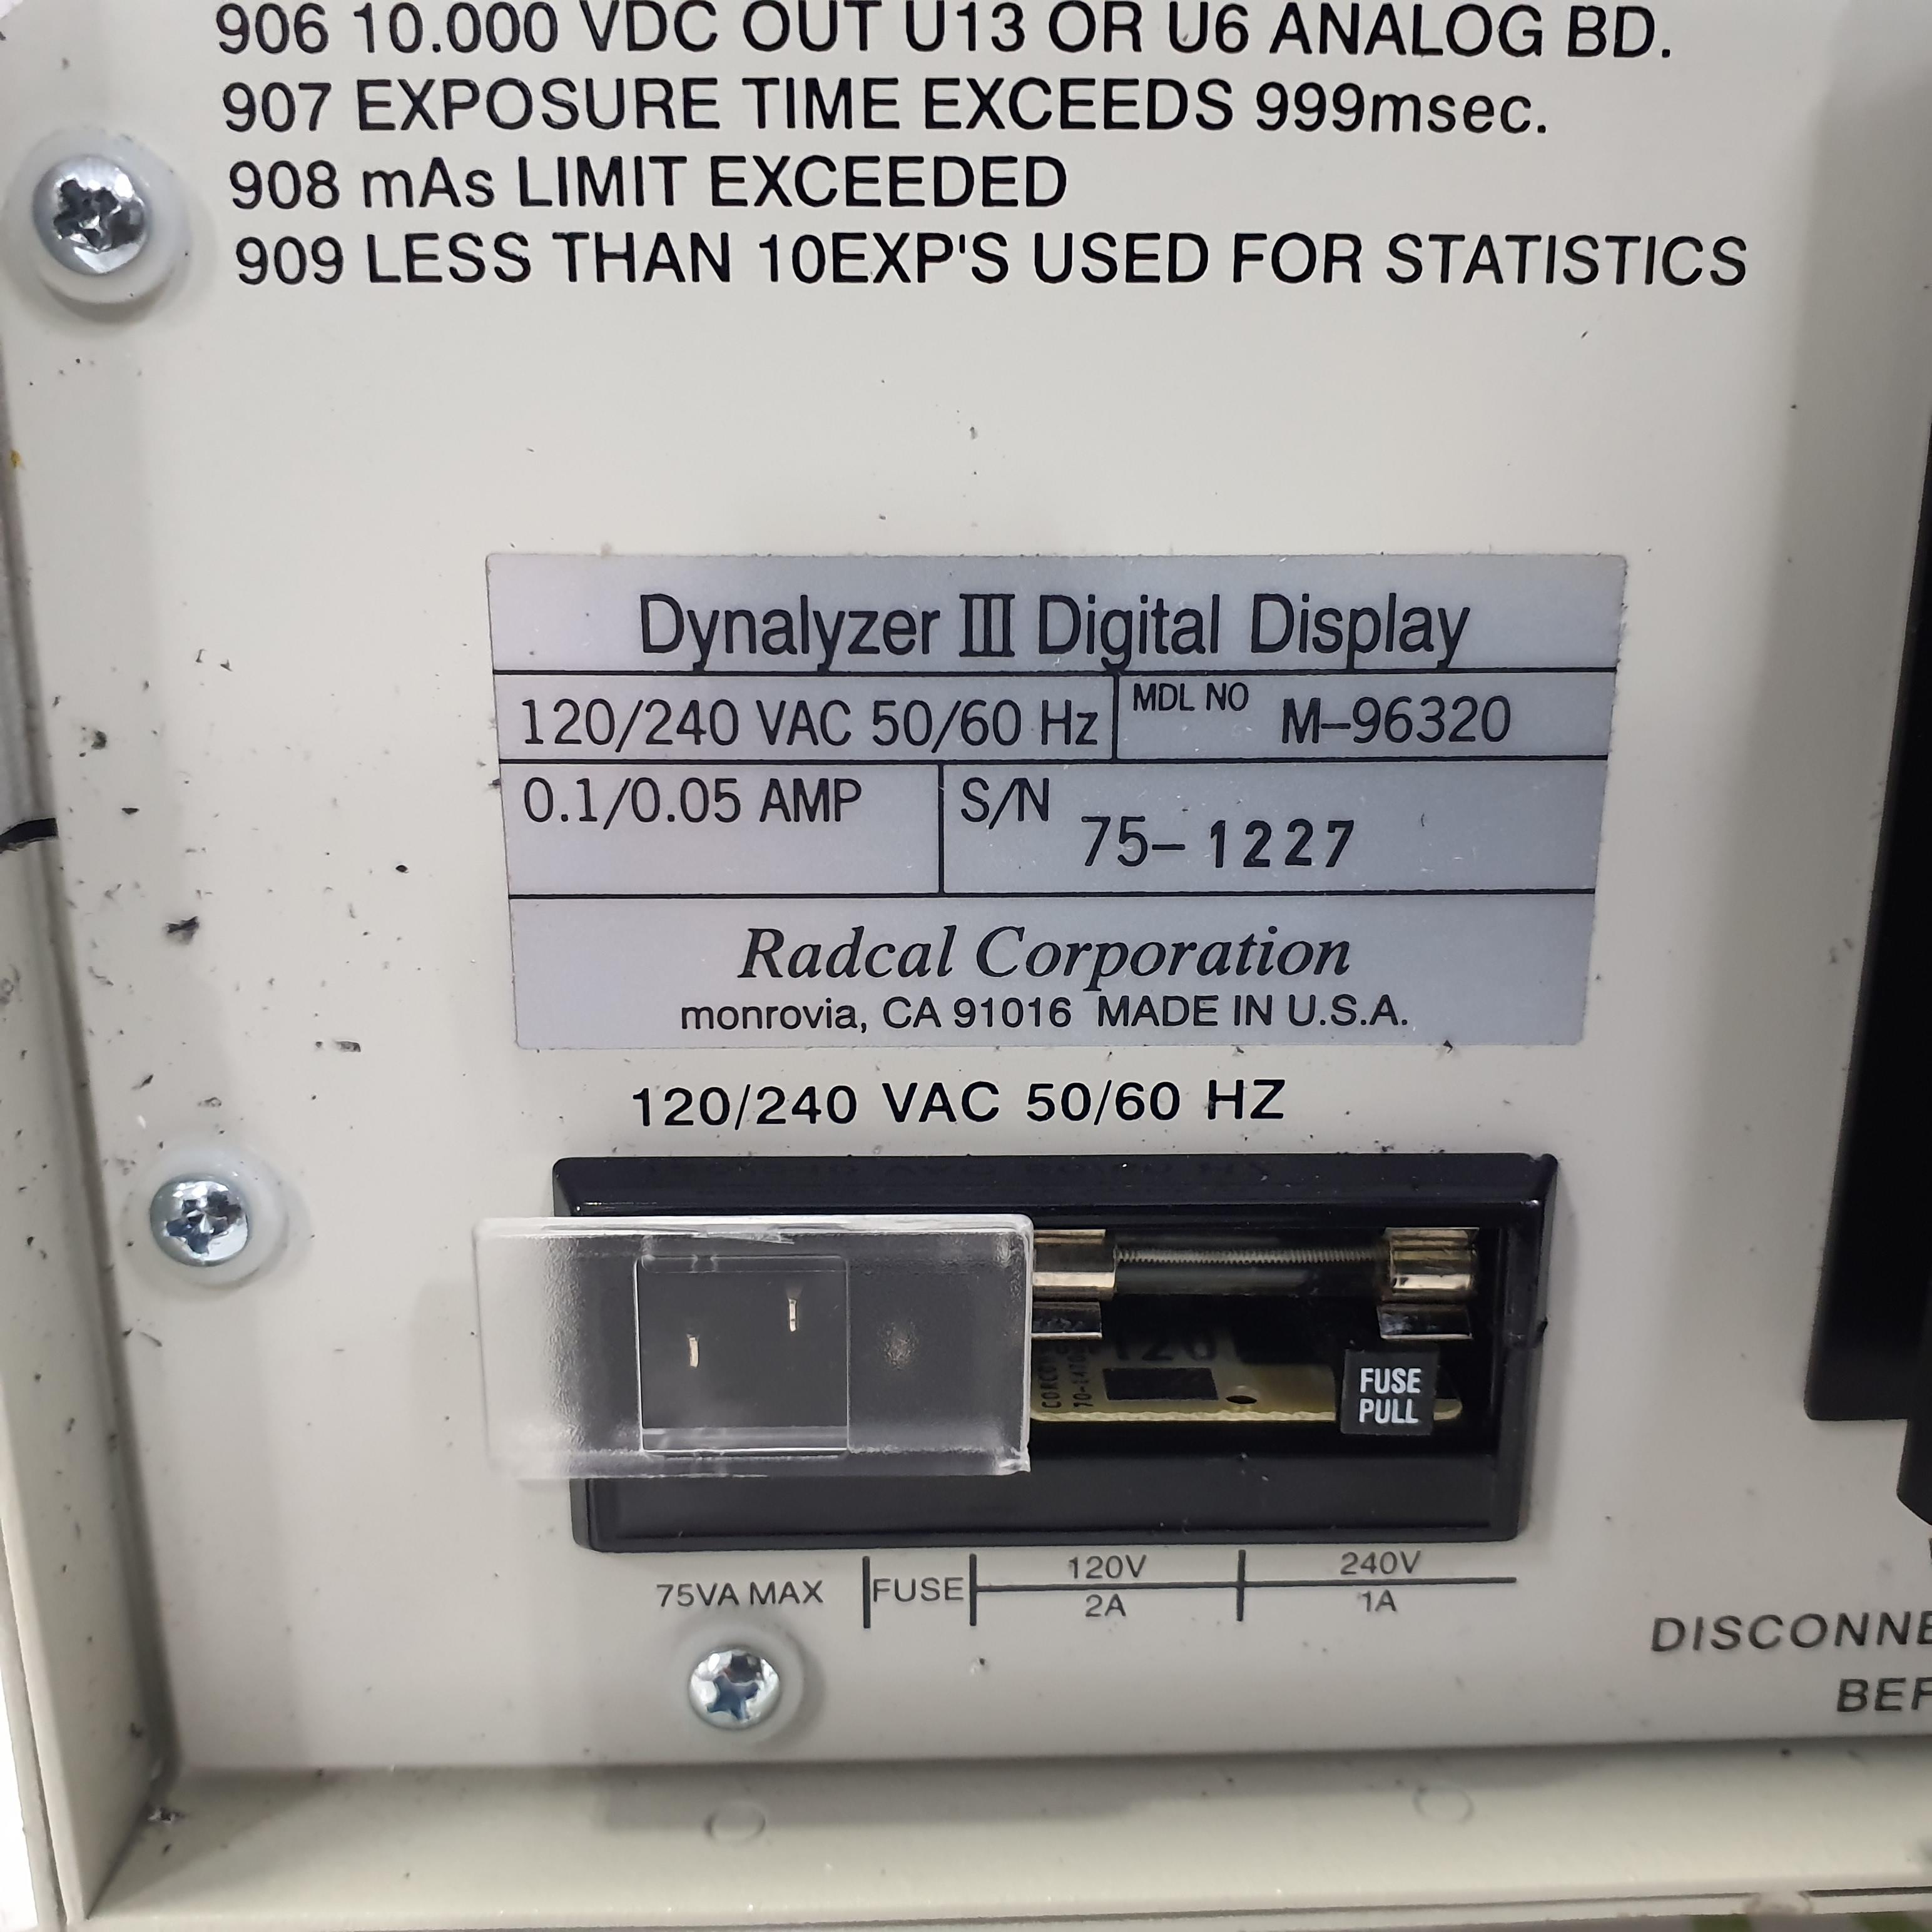 906 10.000 VDC OUT U13 OR U6 ANALOG BD.
907 EXPOSURE TIME EXCEEDS 999msec.
908 mAs LIMIT EXCEEDED
909 LESS THAN 10EXP'S USED FOR STATISTICS
Dynalyzer III Digital Display
120/240 VAC 50/60 Hz MDL NO M-96320
0.1/0.05 AMP S/N 75-1227
Radcal Corporation
monrovia, CA 91016 MADE IN U.S.A.
120/240 VAC 50/60 HZ
120
FUSE
PULL
75VA MAX FUSE 120V 240V
2A 1A
DISCONNE
BEF